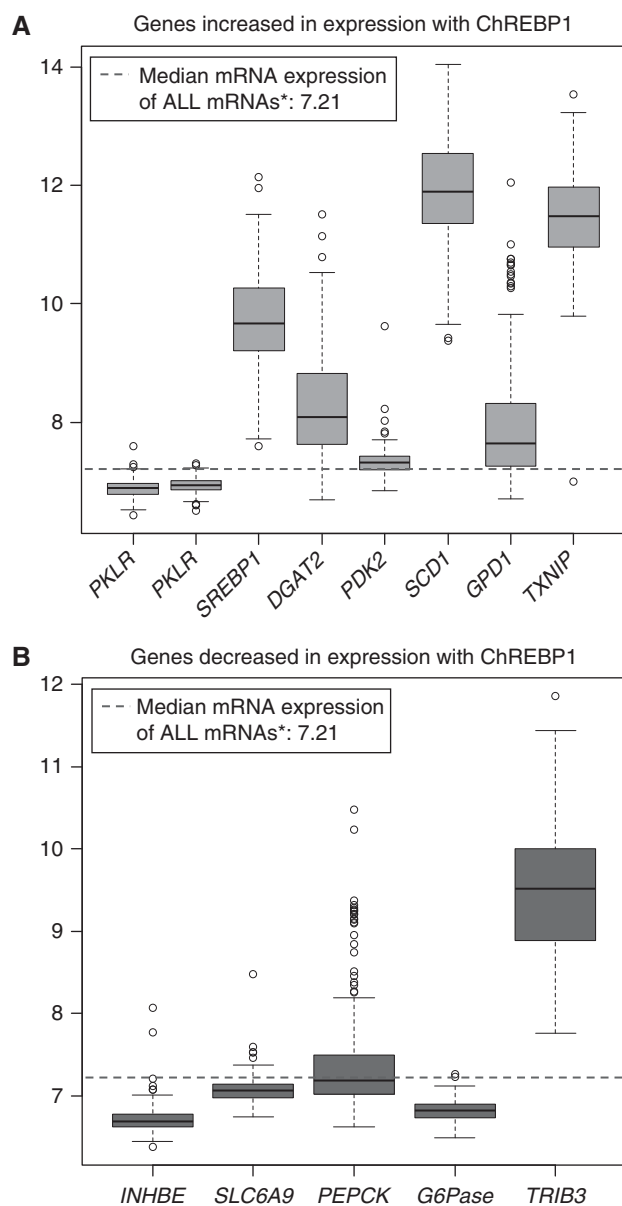 A
Genes increased in expression with ChREBP1
Median mRNA expression
of ALL mRNAs*: 7.21
14
12
10
8
PKLR
PKLR
SREBP1
DGAT2
PDK2
SCD1
GPD1
TXNIP
B
Genes decreased in expression with ChREBP1
Median mRNA expression
of ALL mRNAs*: 7.21
12
11
10
9
8
7
INHBE
SLC6A9
PEPCK
G6Pase
TRIB3